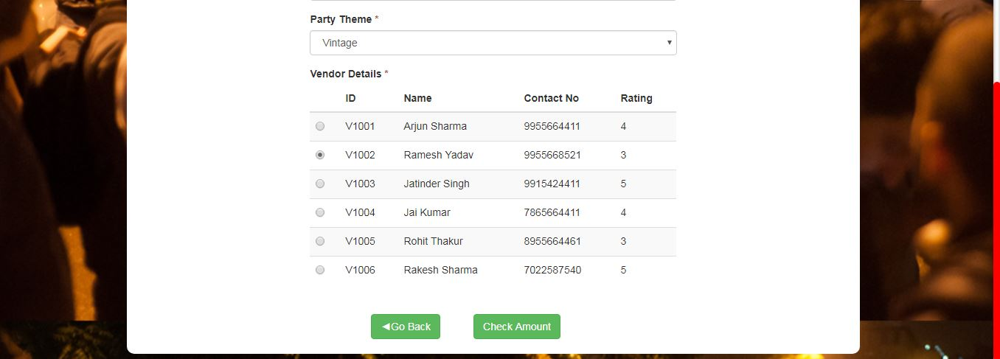 Party Theme *
Vintage
Vendor Details *
ID Name Contact No Rating
V1001 Arjun Sharma 9955664411 4
V1002 Ramesh Yadav 9955668521 3
V1003 Jatinder Singh 9915424411 5
V1004 Jai Kumar 7865664411 4
V1005 Rohit Thakur 8955664461 3
V1006 Rakesh Sharma 7022587540 5
◄Go Back Check Amount